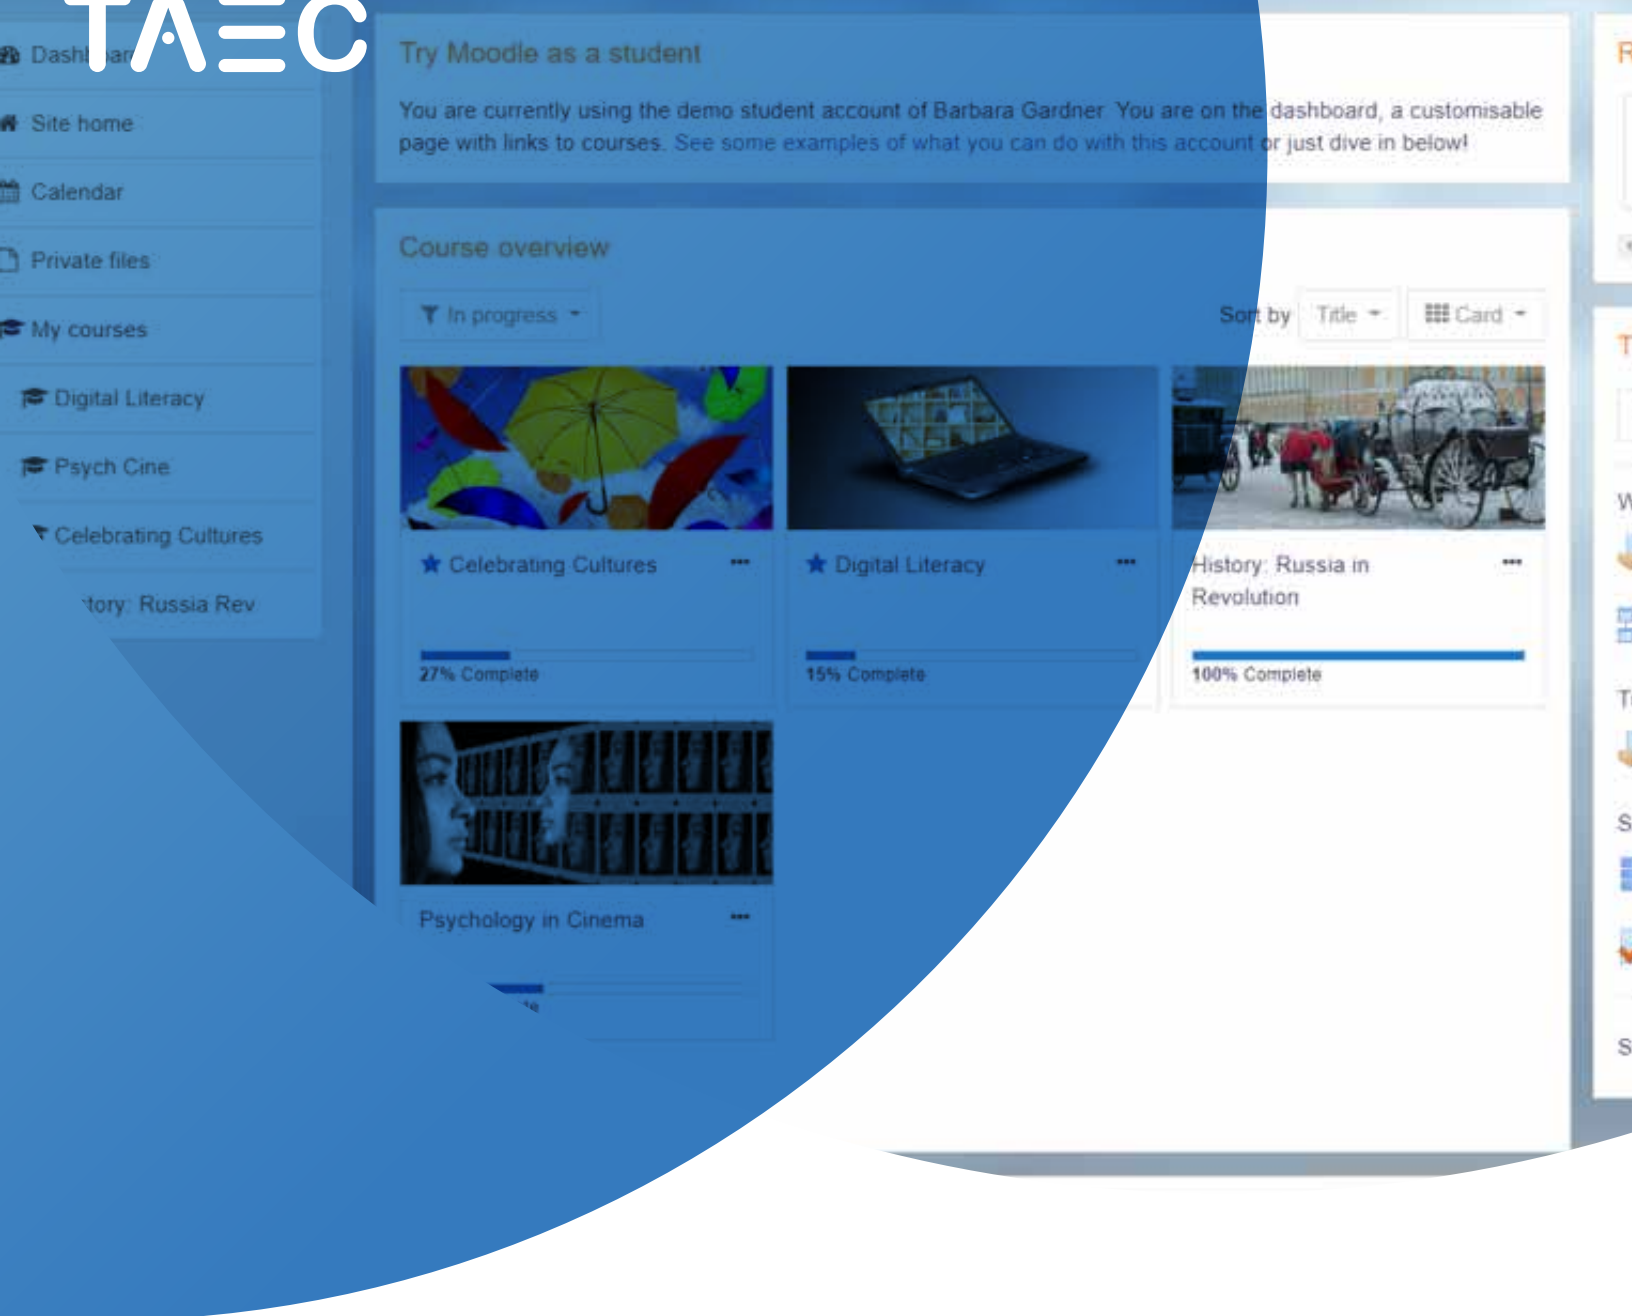 TAEC
Try Moodle as a student
You are currently using the demo student account of Barbara Gardner. You are on the dashboard, a customisable
page with links to courses. See some examples of what you can do with this account or just dive in below!
Dashboar
Site home
Calendar
Private files
My courses
Digital Literacy
Psych Cine
Celebrating Cultures
tory: Russia Rev
Course overview
In progress
Sort by Title Card
Celebrating Cultures
27% Complete
Digital Literacy
15% Complete
History: Russia in
Revolution
100% Complete
Psychology in Cinema